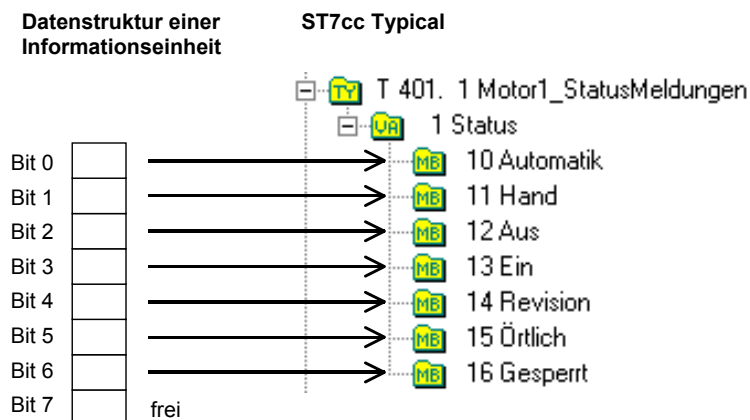 Datenstruktur einer
Informationseinheit
ST7cc Typical
TY T 401. 1 Motor1_StatusMeldungen
VA 1 Status
Bit 0 MB 10 Automatik
Bit 1 MB 11 Hand
Bit 2 MB 12 Aus
Bit 3 MB 13 Ein
Bit 4 MB 14 Revision
Bit 5 MB 15 Örtlich
Bit 6 MB 16 Gesperrt
Bit 7 frei